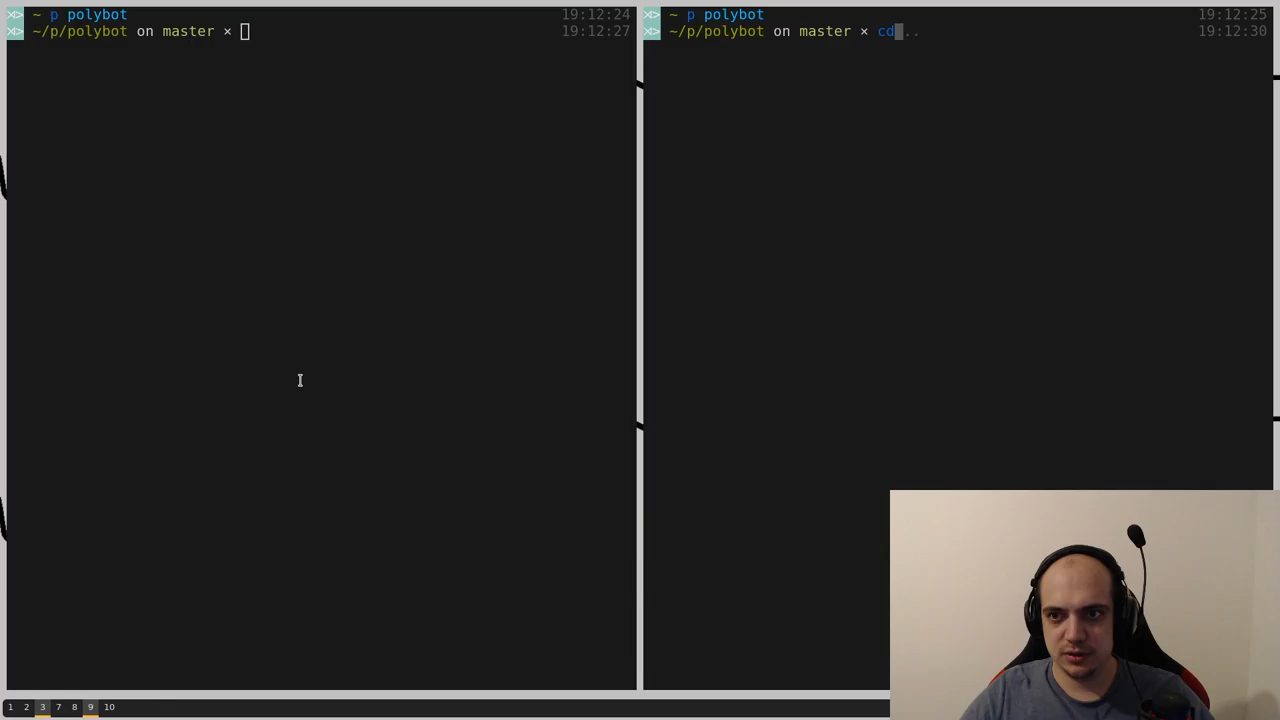 ~ p polybot 19:12:24
~/p/polybot on master × 19:12:27
~ p polybot 19:12:25
~/p/polybot on master × cd .. 19:12:30
1 2 3 7 8 9 10